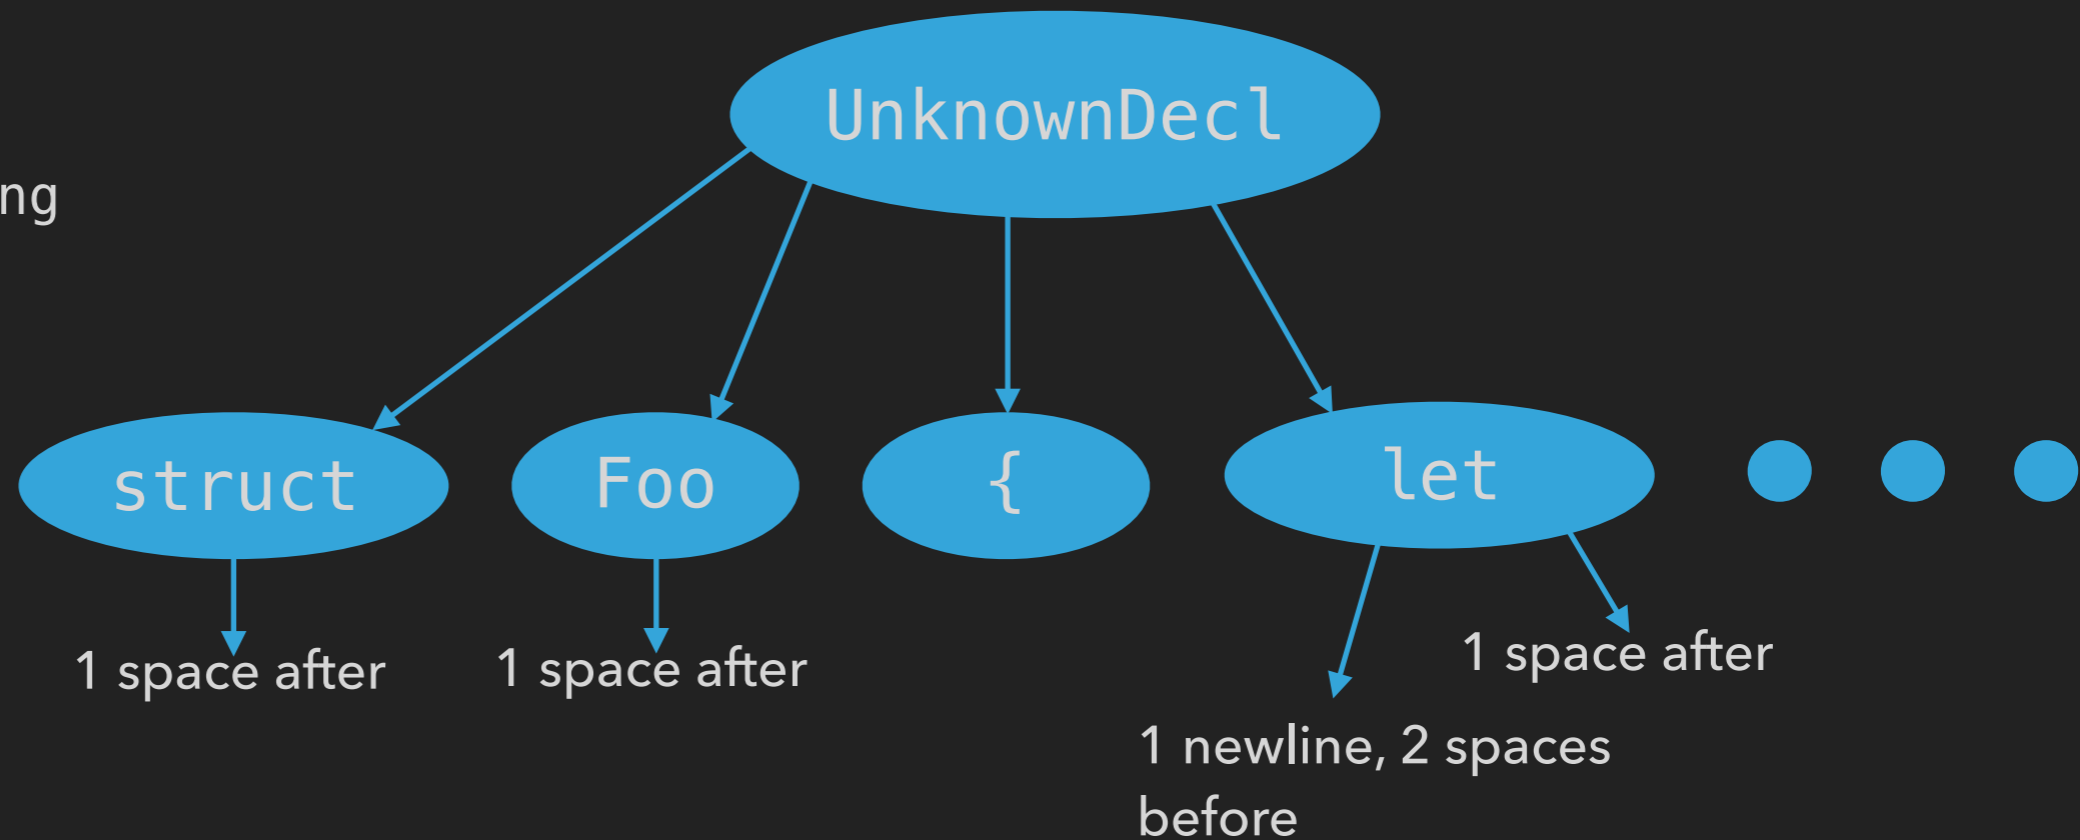 UnknownDecl
ng
struct
Foo
{
let
1 space after
1 space after
1 space after
1 newline, 2 spaces
before